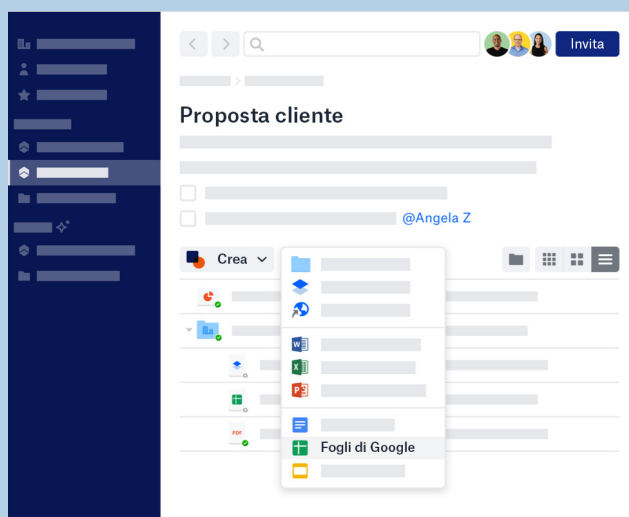 Invita
Proposta cliente
@Angela Z
Crea
W
X
P
PDF
Fogli di Google